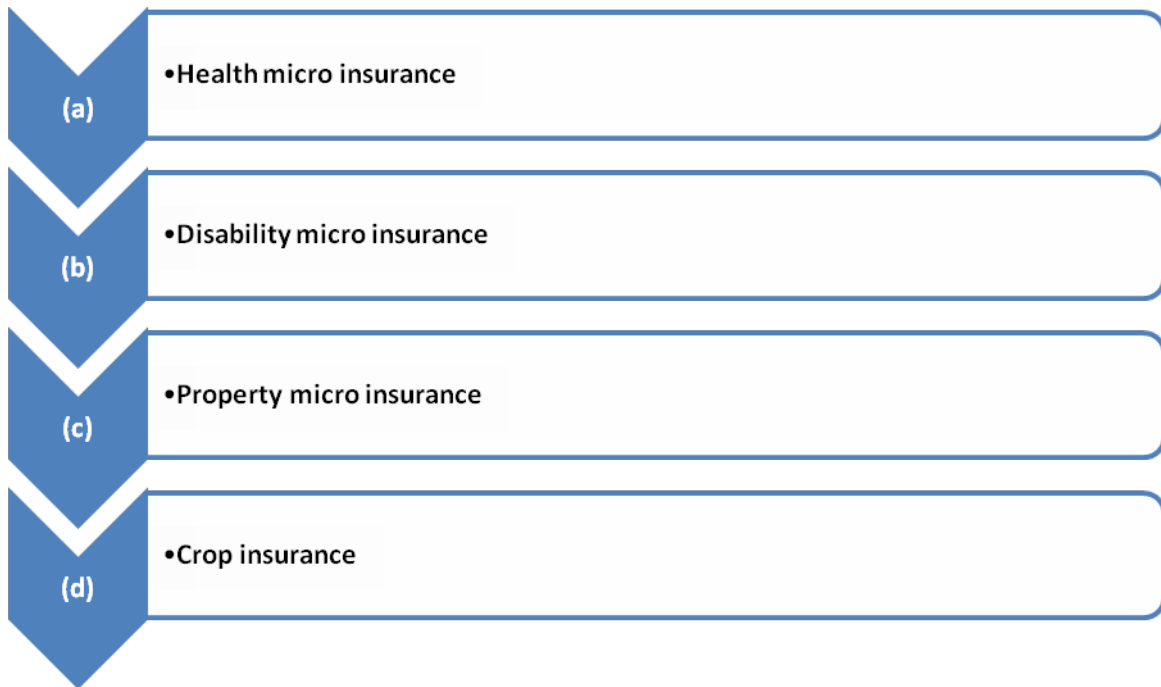 (a)
•Health micro insurance
(b)
•Disability micro insurance
(c)
•Property micro insurance
(d)
•Crop insurance